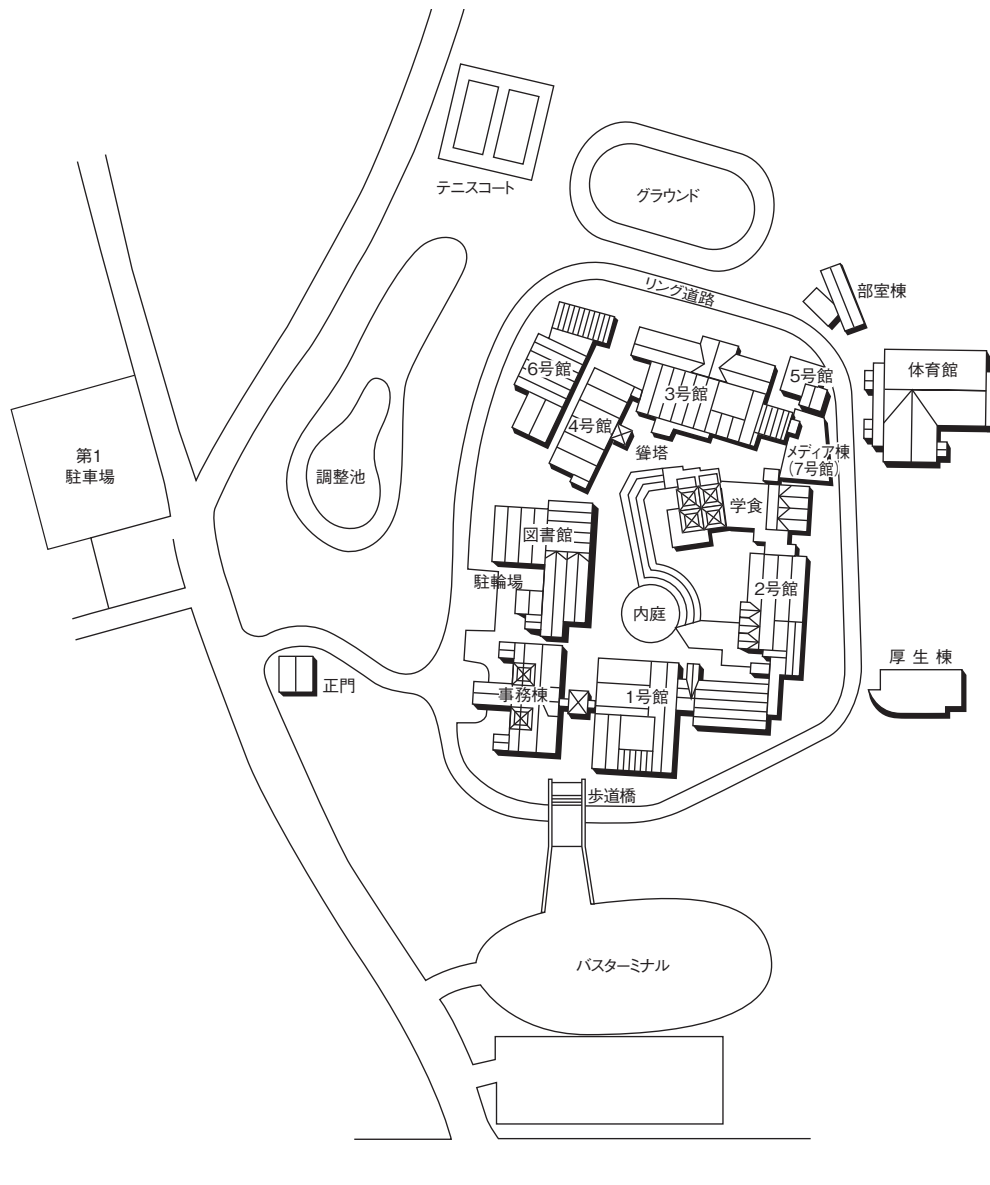 テニスコート
グラウンド
リング道路
部室棟
6号館
5号館
体育館
3号館
4号館
第1
駐車場
聳塔
メディア棟
(7号館)
調整池
学食
図書館
駐輪場
2号館
内庭
厚生棟
正門
事務棟
1号館
歩道橋
バスターミナル